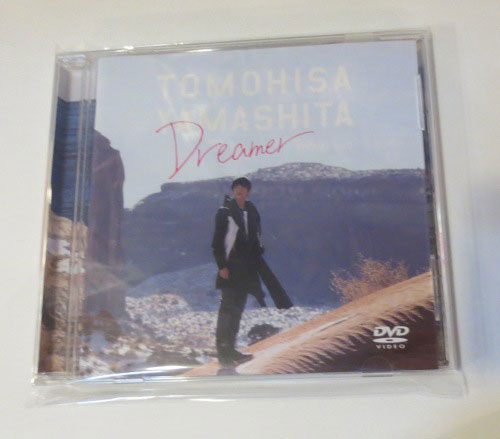 TOMOHISA
YAMASHITA
Dreamer
DVD
VIDEO